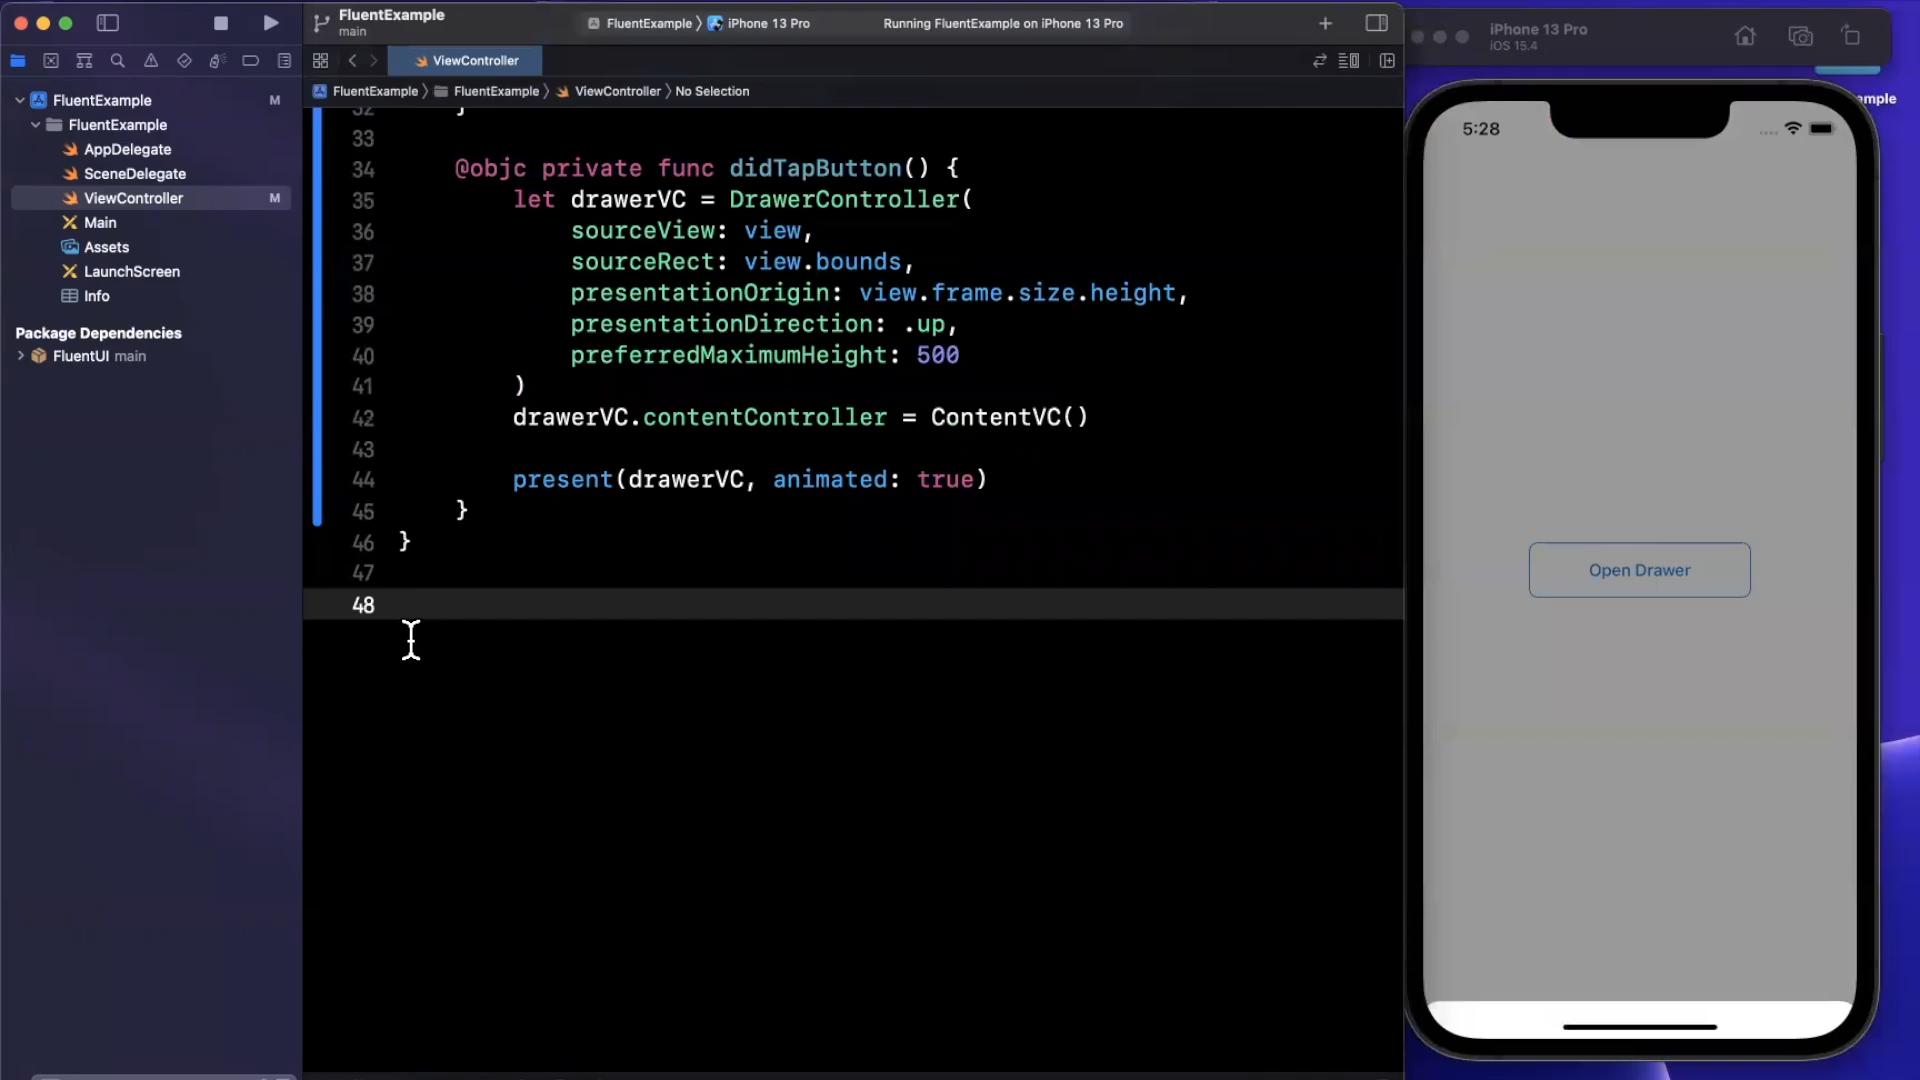 FluentExample
main
FluentExample
iPhone 13 Pro
Running FluentExample on iPhone 13 Pro
iPhone 13 Pro
iOS 15.4
ViewController
FluentExample
FluentExample
ViewController
No Selection
FluentExample M
FluentExample
AppDelegate
SceneDelegate
ViewController M
Main
Assets
LaunchScreen
Info
Package Dependencies
FluentUI main
32 }
33
34 @objc private func didTapButton() {
35 let drawerVC = DrawerController(
36 sourceView: view,
37 sourceRect: view.bounds,
38 presentationOrigin: view.frame.size.height,
39 presentationDirection: .up,
40 preferredMaximumHeight: 500
41 )
42 drawerVC.contentController = ContentVC()
43
44 present(drawerVC, animated: true)
45 }
46 }
47
48
5:28
Open Drawer